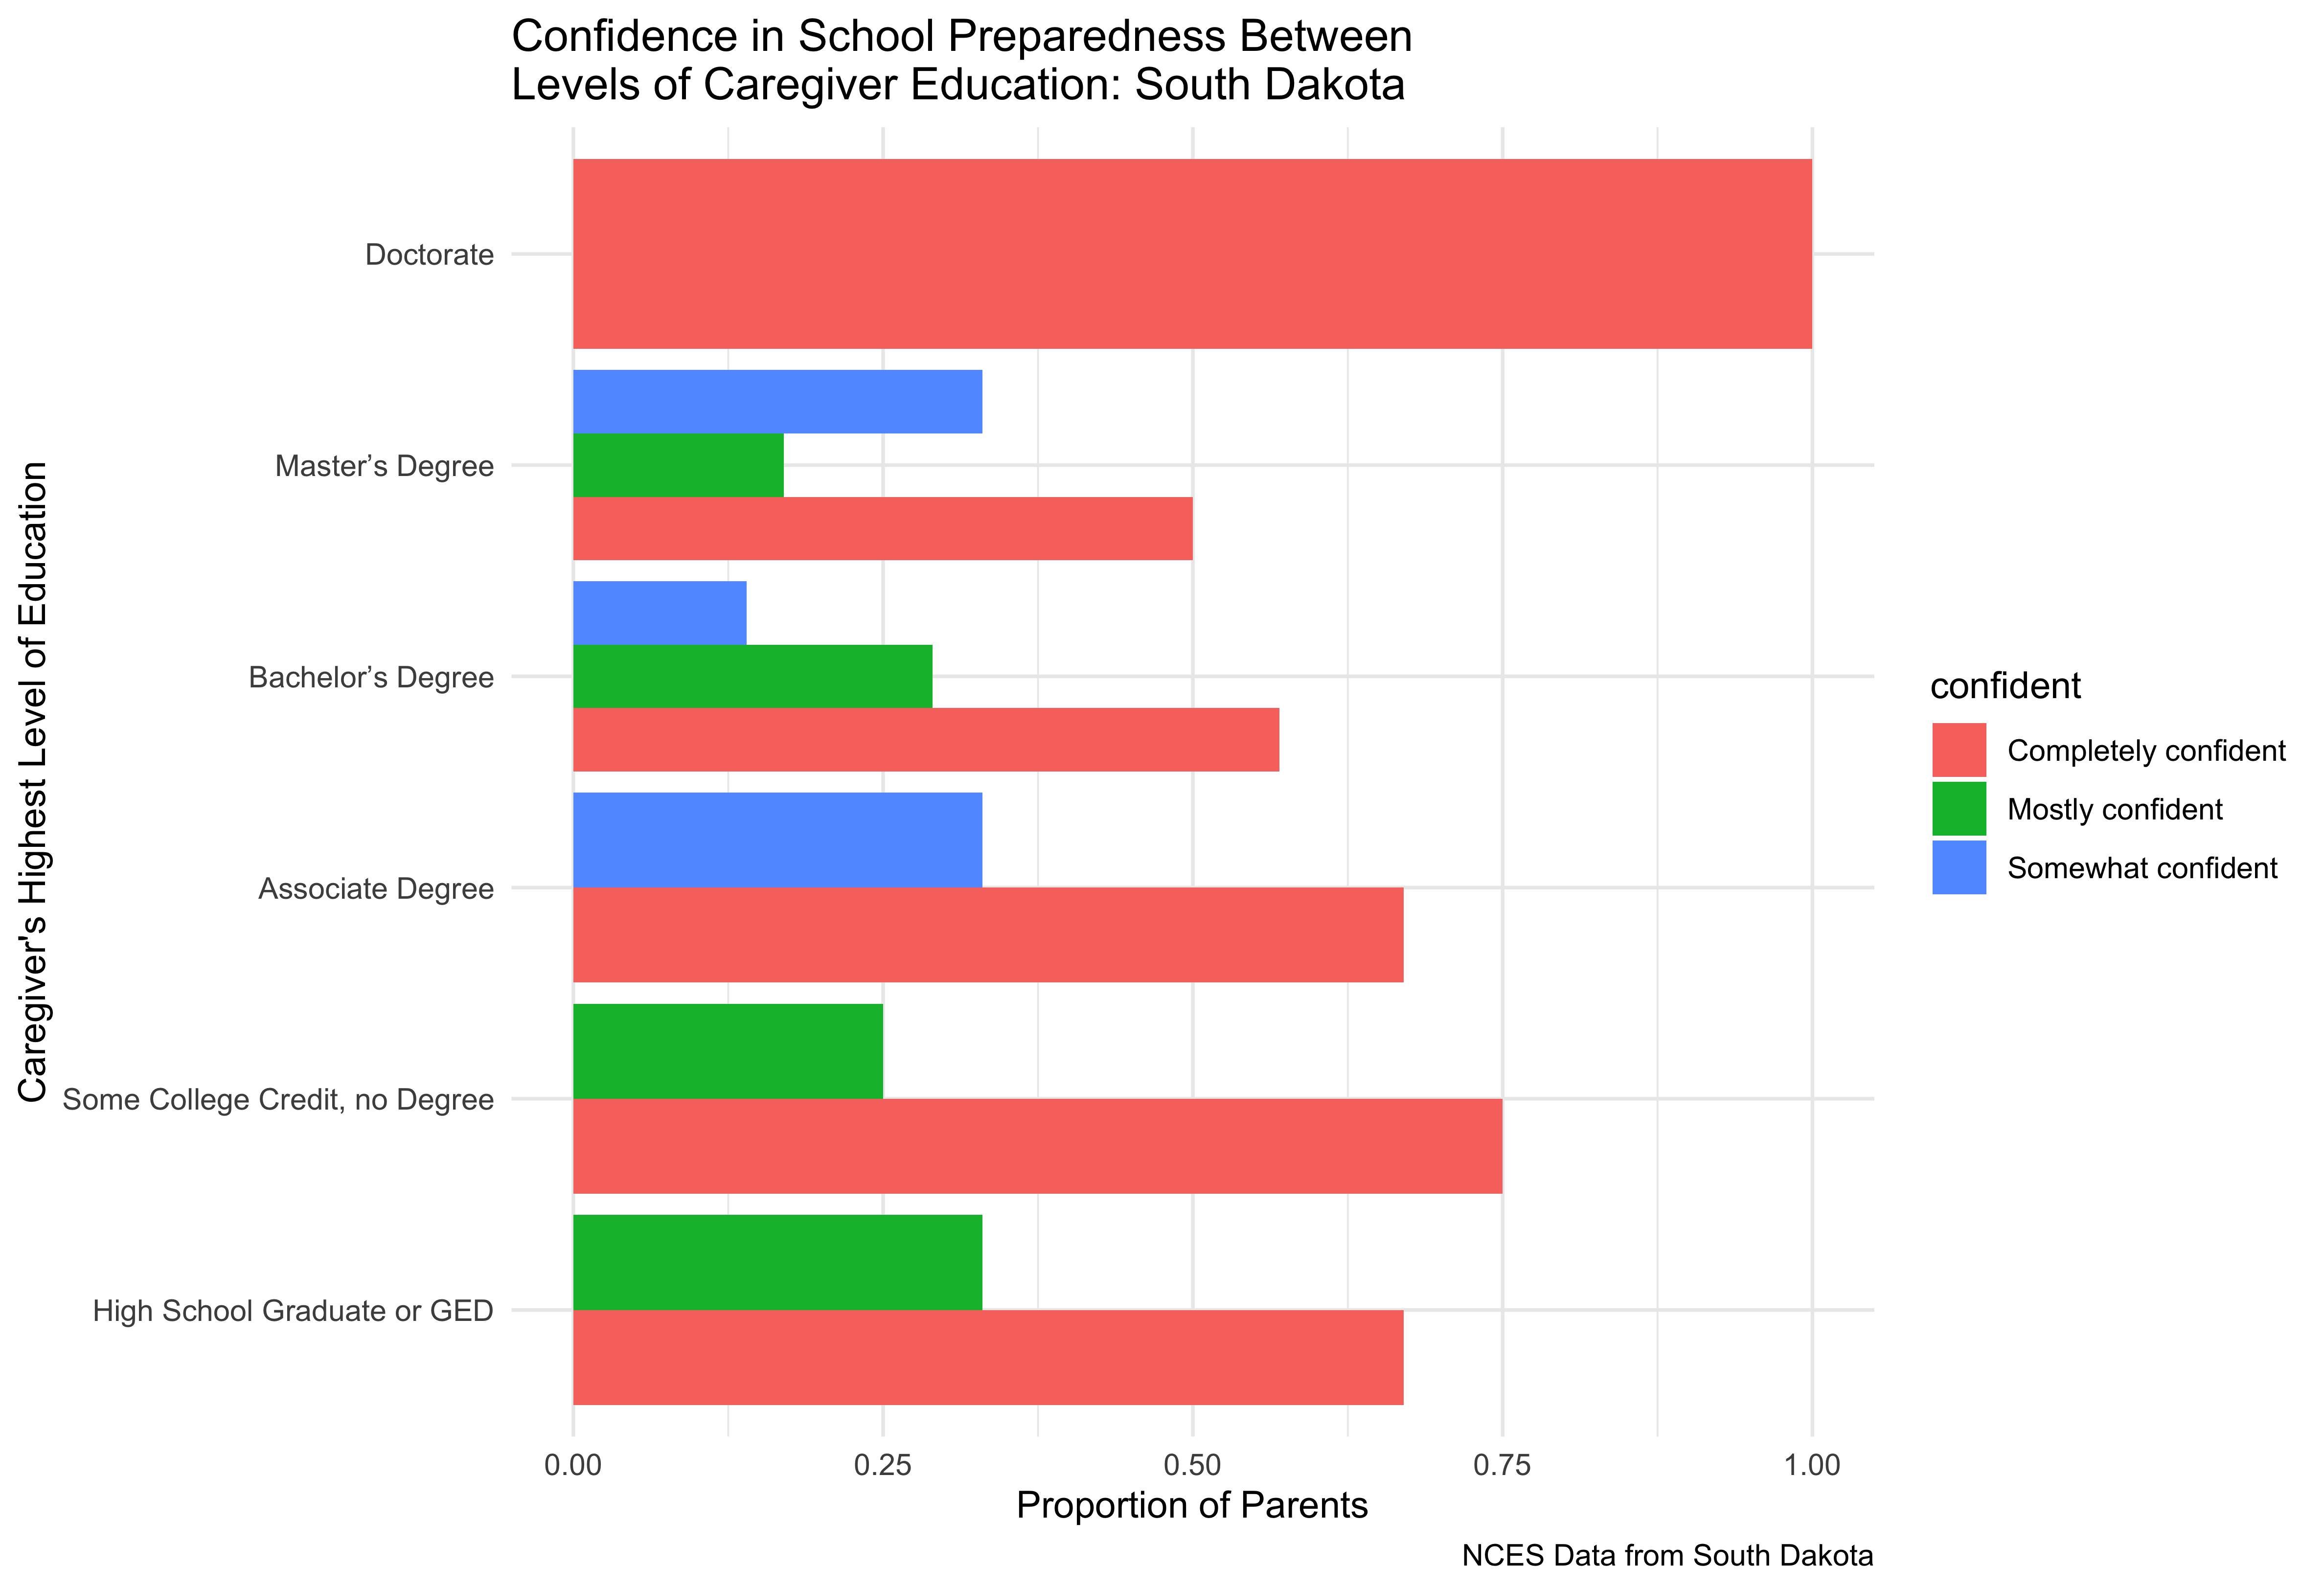 Confidence in School Preparedness Between
Levels of Caregiver Education: South Dakota
Caregiver's Highest Level of Education
Doctorate
Master’s Degree
Bachelor’s Degree
Associate Degree
Some College Credit, no Degree
High School Graduate or GED
0.00 0.25 0.50 0.75 1.00
Proportion of Parents
confident
Completely confident
Mostly confident
Somewhat confident
NCES Data from South Dakota